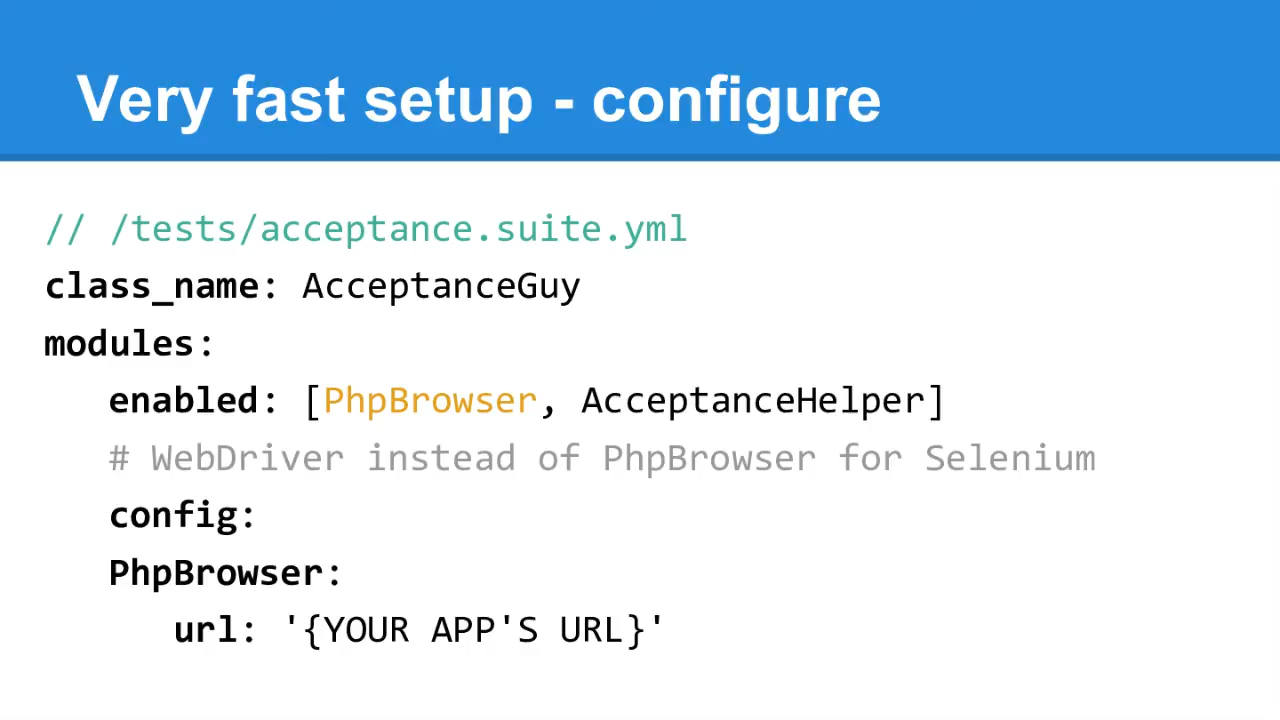 Very fast setup - configure
// /tests/acceptance.suite.yml
class_name: AcceptanceGuy
modules:
enabled: [PhpBrowser, AcceptanceHelper]
# WebDriver instead of PhpBrowser for Selenium
config:
PhpBrowser:
url: '{YOUR APP'S URL}'